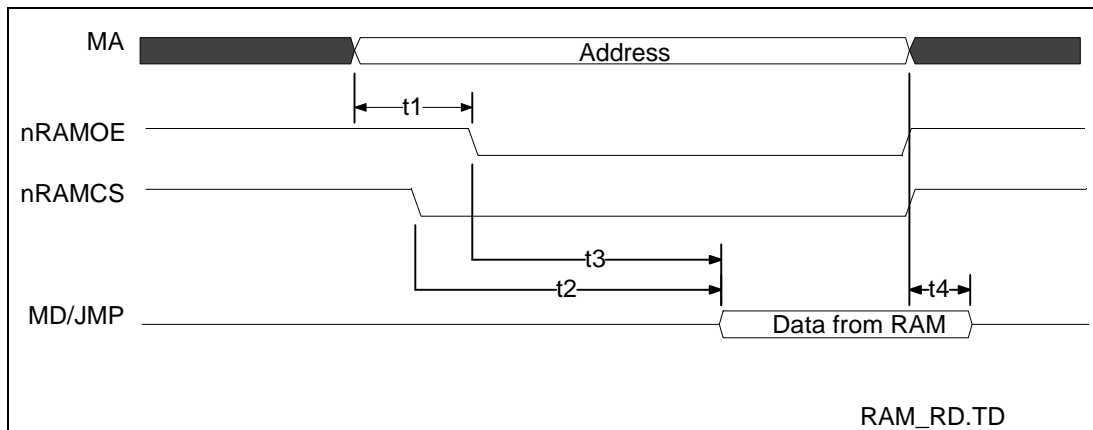 MA
Address
t1
nRAMOE
nRAMCS
t3
t2
t4
MD/JMP
Data from RAM
RAM_RD.TD